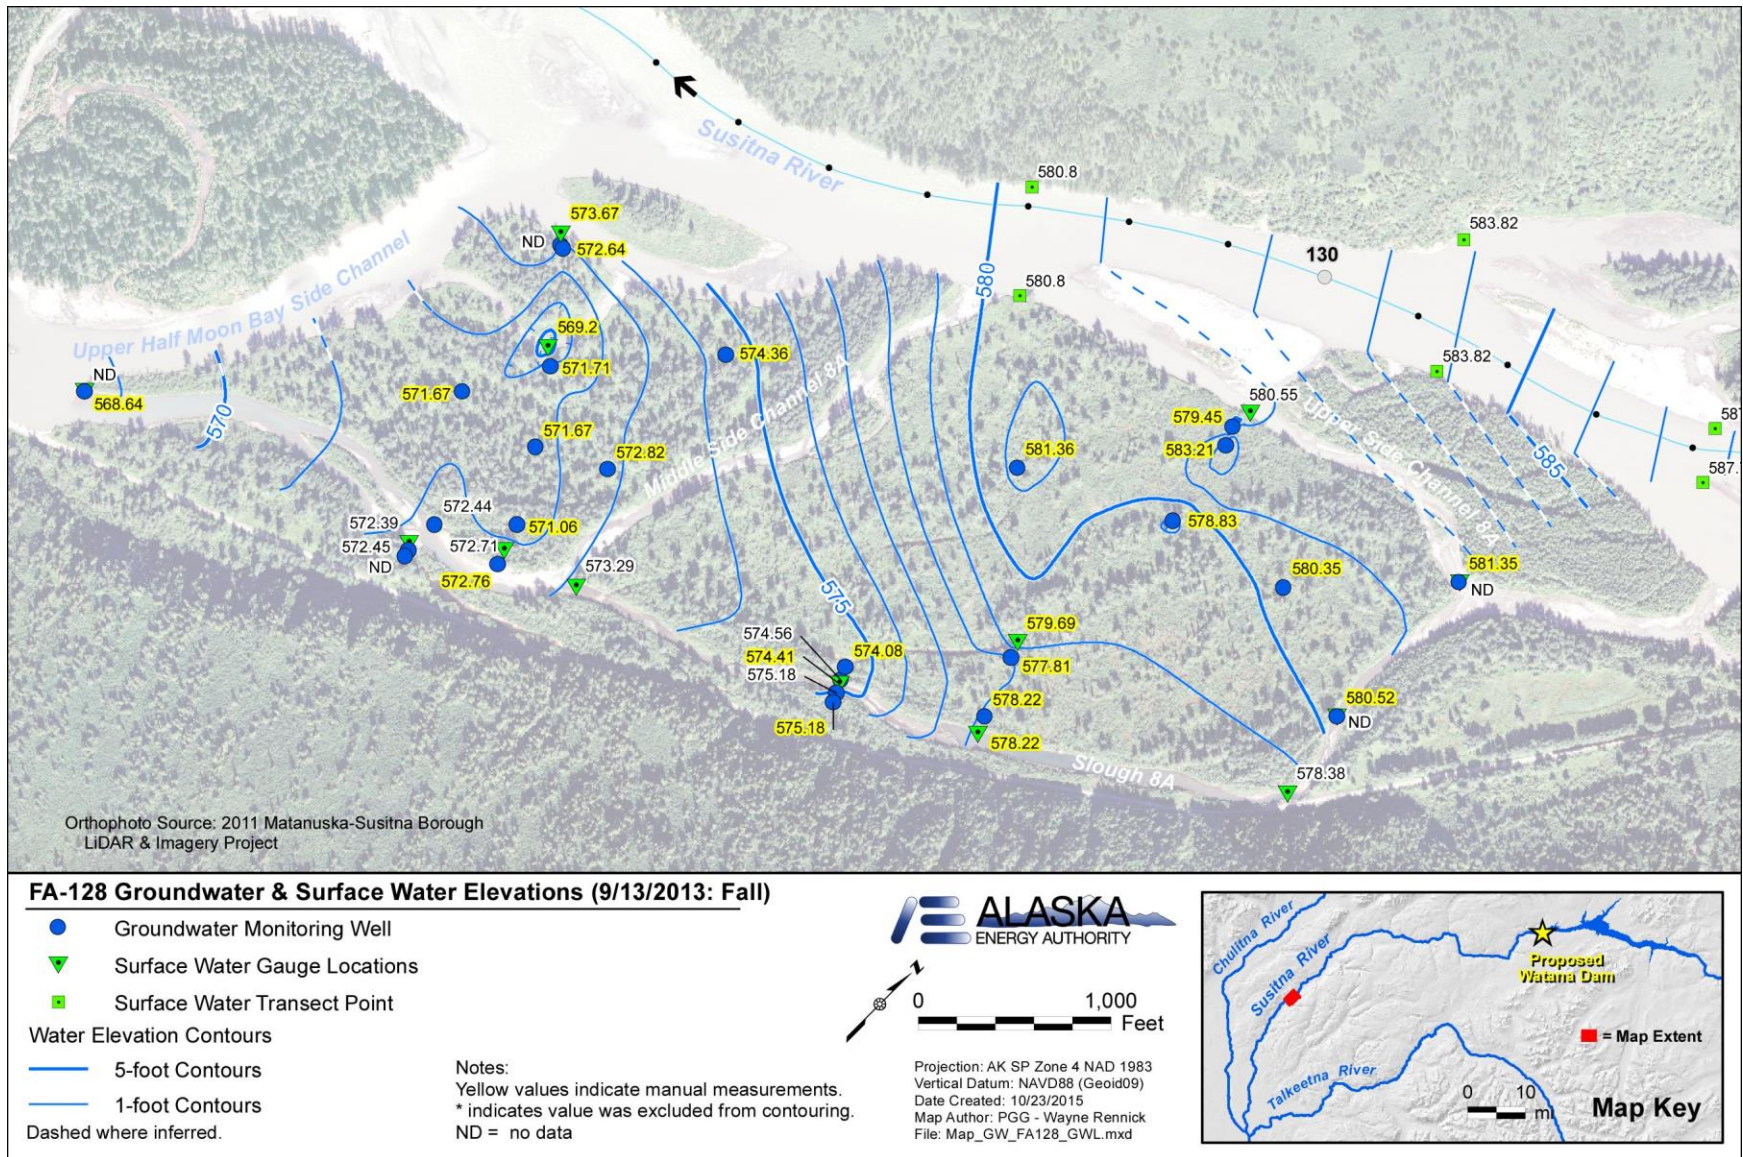 580.8
Susitna River
583.82
573.67
ND
572.64
130
580
580.8
Upper Half Moon Bay Side Channel
569.2
574.36
583.82
571.71
ND
568.64
571.67
580.55
579.45
570
571.67
572.82
Middle Side Channel 8A
581.36
583.21
Upper Side Channel 8A
585
572.44
572.39
571.06
578.83
572.45
572.71
ND
573.29
581.35
572.76
580.35
ND
575
579.69
574.56
574.08
574.41
577.81
575.18
578.22
580.52
ND
575.18
578.22
Slough 8A
578.38
Orthophoto Source: 2011 Matanuska-Susitna Borough
LiDAR & Imagery Project
FA-128 Groundwater & Surface Water Elevations (9/13/2013: Fall)
Groundwater Monitoring Well
Surface Water Gauge Locations
Surface Water Transect Point
Water Elevation Contours
5-foot Contours
1-foot Contours
Dashed where inferred.
Notes:
Yellow values indicate manual measurements.
* indicates value was excluded from contouring.
ND = no data
AE ALASKA
ENERGY AUTHORITY
N
0 1,000
Feet
Projection: AK SP Zone 4 NAD 1983
Vertical Datum: NAVD88 (Geoid09)
Date Created: 10/23/2015
Map Author: PGG - Wayne Rennick
File: Map_GW_FA128_GWL.mxd
Chulitna River
Susitna River
Proposed
Watana Dam
= Map Extent
Talkeetna River
0 10
mi
Map Key